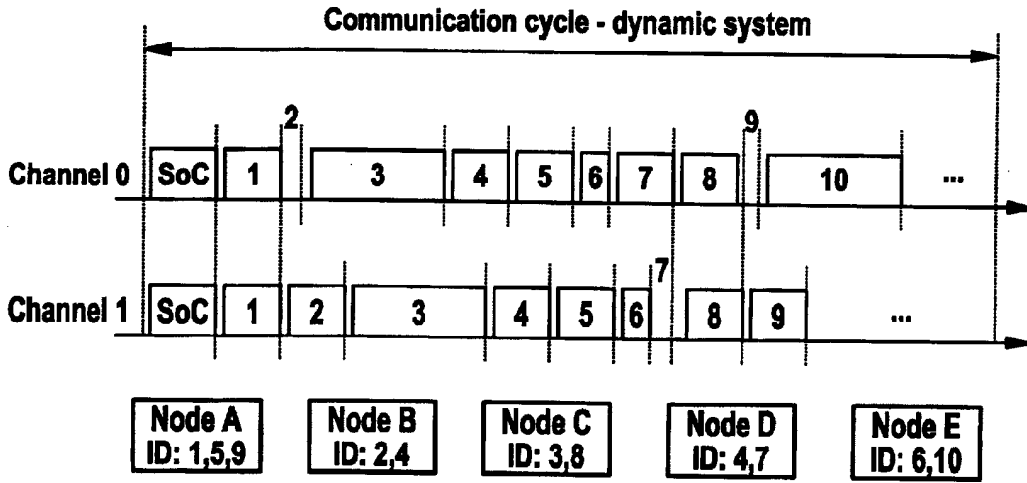 Communication cycle - dynamic system
2
9
Channel 0 SoC 1 3 4 5 6 7 8 10 ...
7
Channel 1 SoC 1 2 3 4 5 6 8 9 ...
Node A
ID: 1,5,9
Node B
ID: 2,4
Node C
ID: 3,8
Node D
ID: 4,7
Node E
ID: 6,10